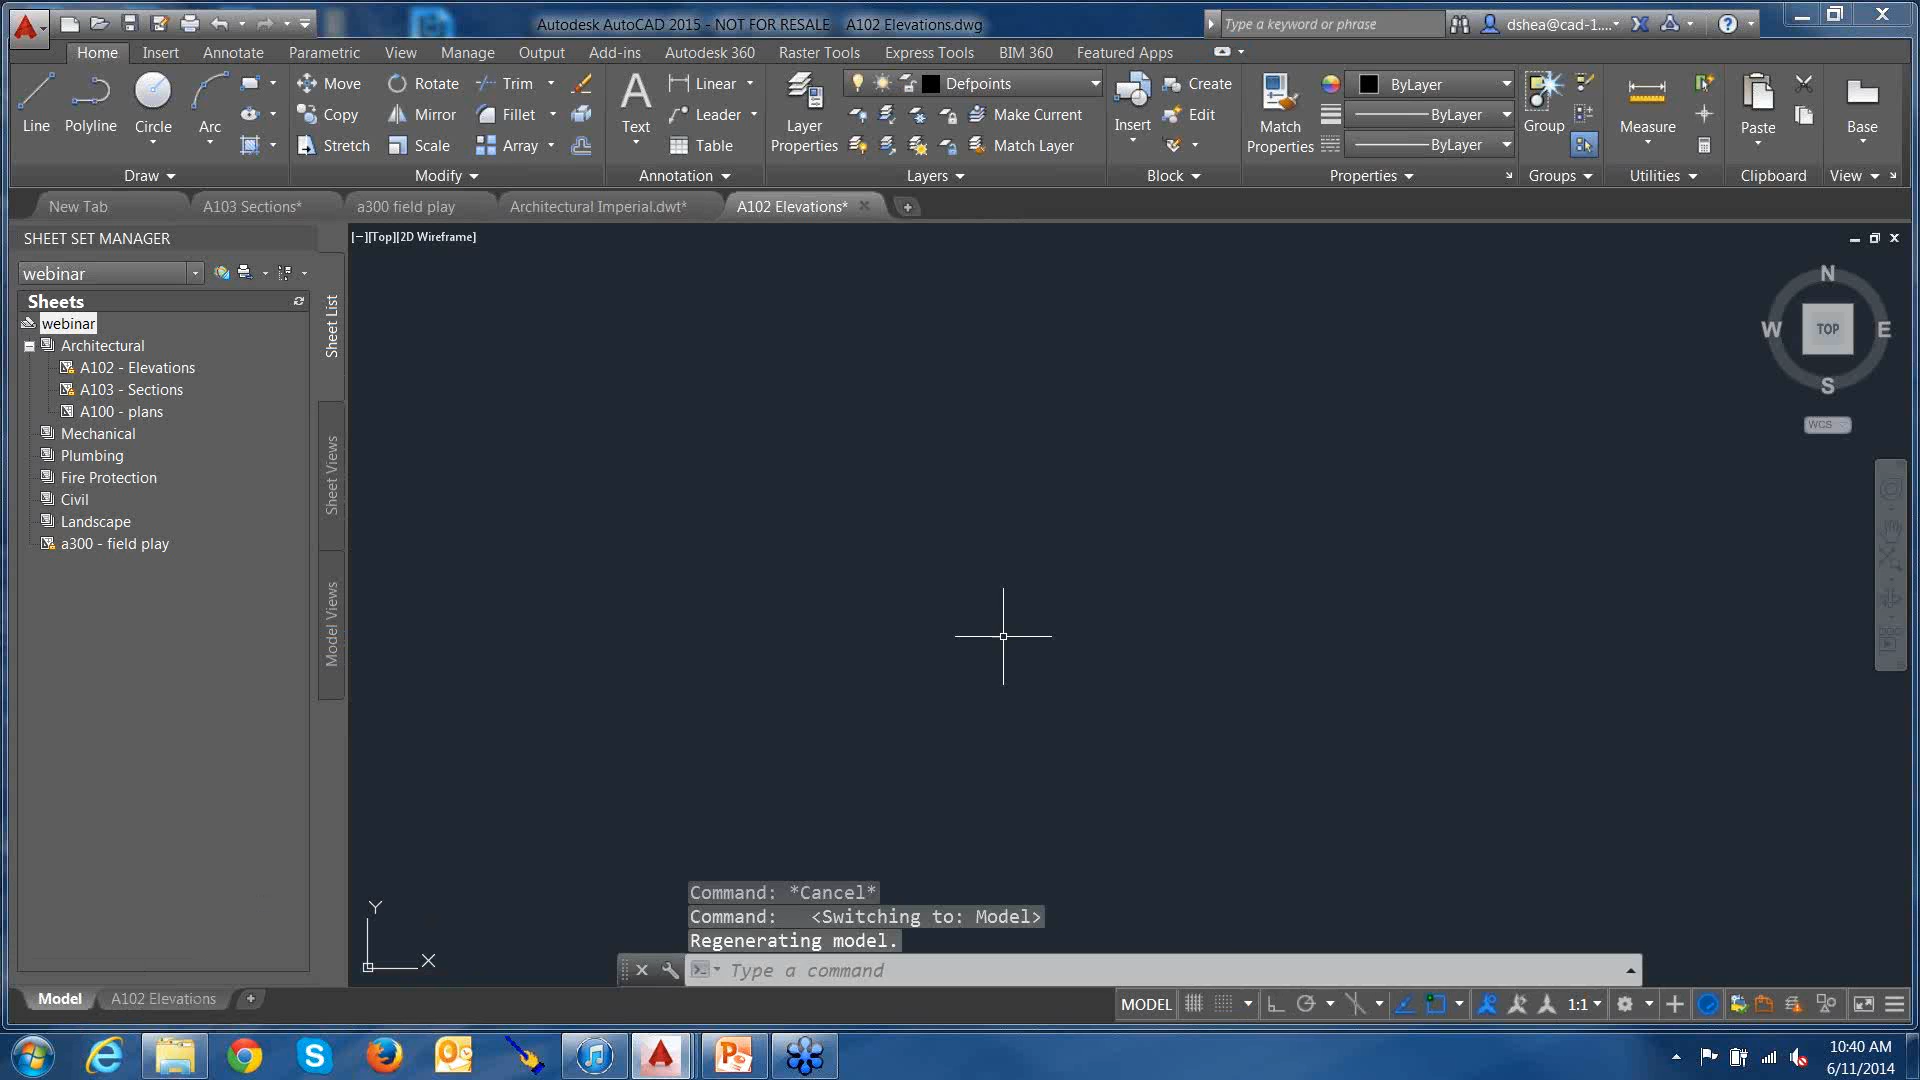 Autodesk AutoCAD 2015 - NOT FOR RESALE A102 Elevations.dwg
Type a keyword or phrase
dshea@cad-1....
Home Insert Annotate Parametric View Manage Output Add-ins Autodesk 360 Raster Tools Express Tools BIM 360 Featured Apps
Line Polyline Circle Arc
Move Rotate Trim
Copy Mirror Fillet
Stretch Scale Array
Text
Linear
Leader
Table
Layer Properties
Defpoints
Make Current
Match Layer
Insert
Create
Edit
Match Properties
ByLayer
ByLayer
ByLayer
Group
Measure
Paste
Base
Draw Modify Annotation Layers Block Properties Groups Utilities Clipboard View
New Tab A103 Sections* a300 field play Architectural Imperial.dwt* A102 Elevations*
SHEET SET MANAGER
webinar
Sheets
webinar
Architectural
A102 - Elevations
A103 - Sections
A100 - plans
Mechanical
Plumbing
Fire Protection
Civil
Landscape
a300 - field play
Sheet List
Sheet Views
Model Views
[−][Top][2D Wireframe]
N
W TOP E
S
WCS
Y
X
Command: *Cancel*
Command: <Switching to: Model>
Regenerating model.
Type a command
Model A102 Elevations
MODEL 1:1
10:40 AM
6/11/2014